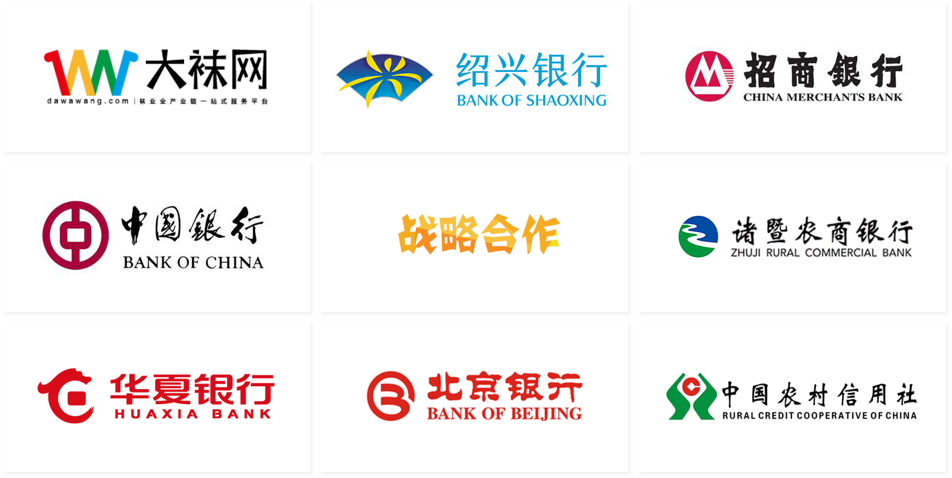 大袜网
dawawang.com | 袜业全产业链一站式服务平台
绍兴银行
BANK OF SHAOXING
招商銀行
CHINA MERCHANTS BANK
中國銀行
BANK OF CHINA
战略合作
诸暨农商银行
ZHUJI RURAL COMMERCIAL BANK
华夏银行
HUAXIA BANK
北京银行
BANK OF BEIJING
中国农村信用社
RURAL CREDIT COOPERATIVE OF CHINA